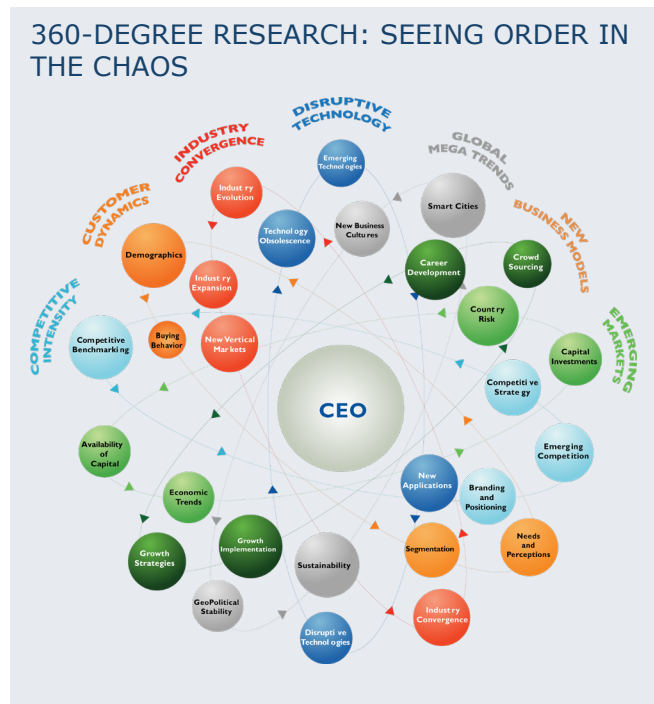 360-DEGREE RESEARCH: SEEING ORDER IN
THE CHAOS
DISRUPTIVE
TECHNOLOGY
INDUSTRY
CONVERGENCE
GLOBAL
MEGA TRENDS
CUSTOMER
DYNAMICS
NEW
BUSINESS MODELS
COMPETITIVE
INTENSITY
EMERGING
MARKETS
Emerging
Technologies
Industry
Evolution
Smart Cities
Technology
Obsolescence
New Business
Cultures
Demographics
Career
Development
Crowd
Sourcing
Industry
Expansion
Country
Risk
Competitive
Benchmarking
Buying
Behavior
New Vertical
Markets
Capital
Investments
Competitive
Strategy
CEO
Availability
of
Capital
Emerging
Competition
Economic
Trends
New
Applications
Branding
and
Positioning
Growth
Strategies
Growth
Implementation
Sustainability
Segmentation
Needs
and
Perceptions
GeoPolitical
Stability
Industry
Convergence
Disruptive
Technologies